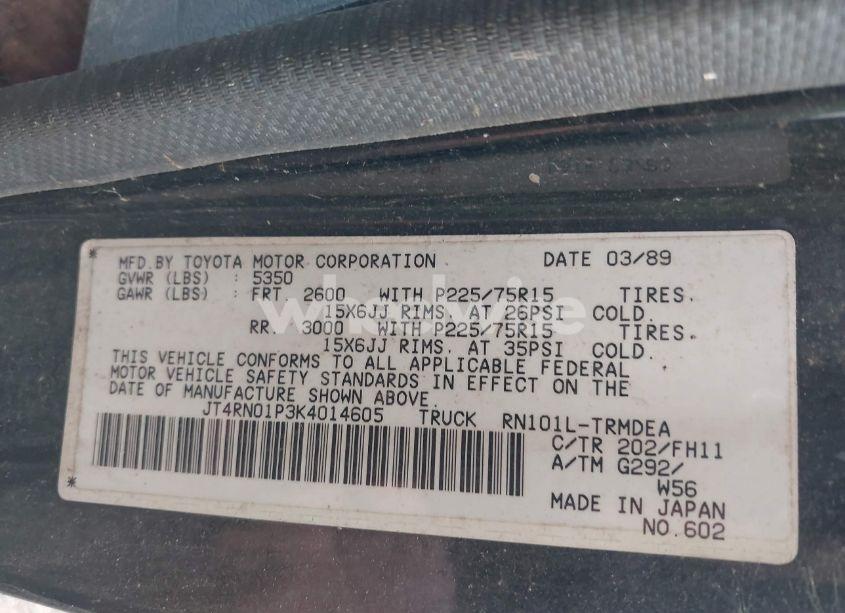 MFD.BY TOYOTA MOTOR CORPORATION. DATE 03/89
GVWR (LBS) : 5350
GAWR (LBS) : FRT. 2600 WITH P225/75R15 TIRES.
15X6JJ RIMS. AT 26PSI COLD.
RR. 3000 WITH P225/75R15 TIRES.
15X6JJ RIMS. AT 35PSI COLD.
THIS VEHICLE CONFORMS TO ALL APPLICABLE FEDERAL
MOTOR VEHICLE SAFETY STANDARDS IN EFFECT ON THE
DATE OF MANUFACTURE SHOWN ABOVE.
JT4RN01P3K4014605 TRUCK RN101L-TRMDEA
C/TR 202/FH11
A/TM G292/
W56
MADE IN JAPAN
NO.602